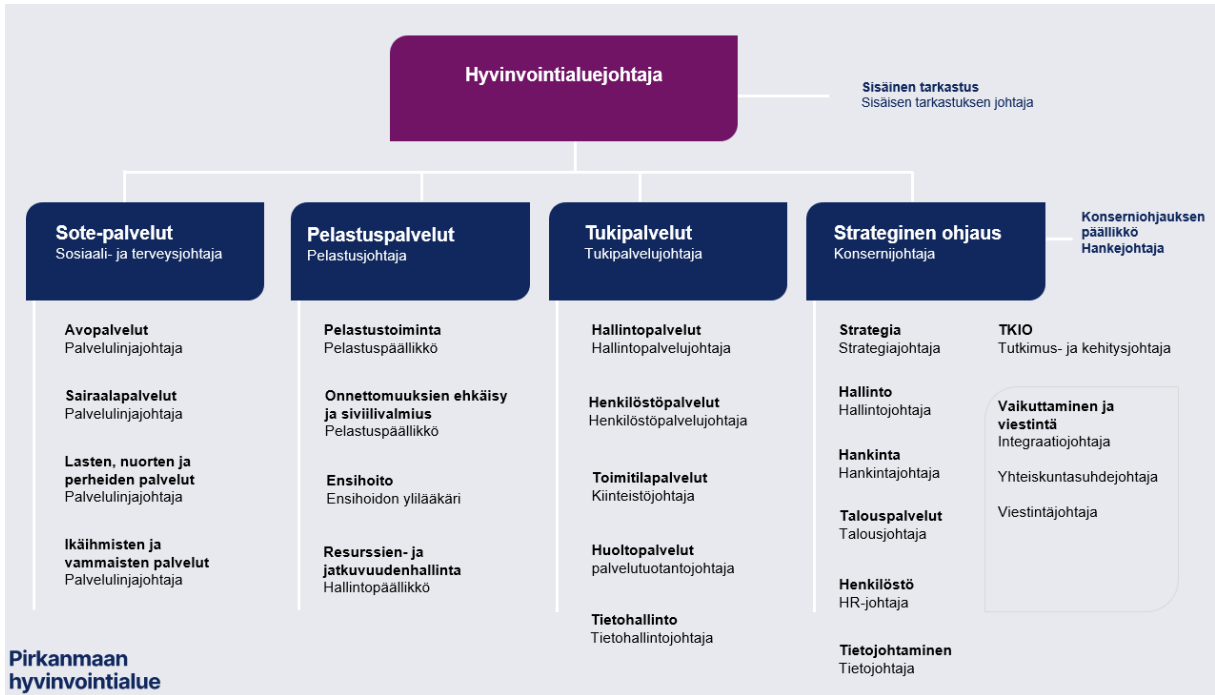 Hyvinvointialuejohtaja
Sisäinen tarkastus
Sisäisen tarkastuksen johtaja
Sote-palvelut
Sosiaali- ja terveysjohtaja
Pelastuspalvelut
Pelastusjohtaja
Tukipalvelut
Tukipalvelujohtaja
Strateginen ohjaus
Konsernijohtaja
Konserniohjauksen
päällikkö
Hankejohtaja
Avopalvelut
Palvelulinjajohtaja
Sairaalapalvelut
Palvelulinjajohtaja
Lasten, nuorten ja
perheiden palvelut
Palvelulinjajohtaja
Ikäihmisten ja
vammaisten palvelut
Palvelulinjajohtaja
Pelastustoiminta
Pelastuspäällikkö
Onnettomuuksien ehkäisy
ja siviilivalmius
Pelastuspäällikkö
Ensihoito
Ensihoidon ylilääkäri
Resurssien- ja
jatkuvuudenhallinta
Hallintopäällikkö
Hallintopalvelut
Hallintopalvelujohtaja
Henkilöstöpalvelut
Henkilöstöpalvelujohtaja
Toimitilapalvelut
Kiinteistöjohtaja
Huoltopalvelut
palvelutuotantojohtaja
Tietohallinto
Tietohallintojohtaja
Strategia
Strategiajohtaja
Hallinto
Hallintojohtaja
Hankinta
Hankintajohtaja
Talouspalvelut
Talousjohtaja
Henkilöstö
HR-johtaja
Tietojohtaminen
Tietojohtaja
TKIO
Tutkimus- ja kehitysjohtaja
Vaikuttaminen ja
viestintä
Integraatiojohtaja
Yhteiskuntasuhdejohtaja
Viestintäjohtaja
Pirkanmaan
hyvinvointialue